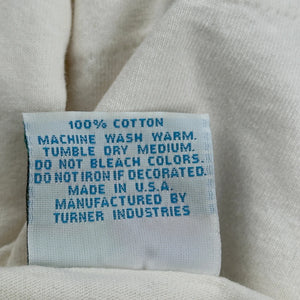 100% COTTON
MACHINE WASH WARM.
TUMBLE DRY MEDIUM.
DO NOT BLEACH COLORS.
DO NOT IRON IF DECORATED.
MADE IN U.S.A.
MANUFACTURED BY
TURNER INDUSTRIES